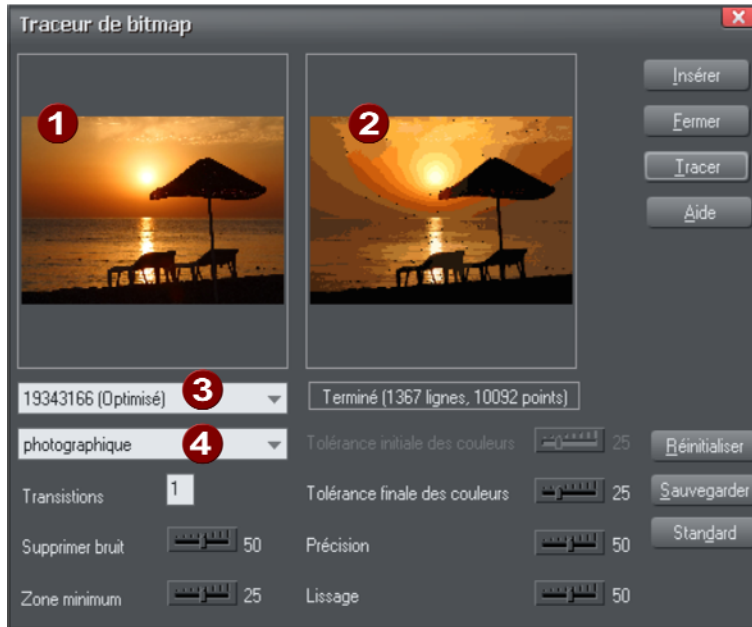 Traceur de bitmap
1
2
Insérer
Fermer
Tracer
Aide
19343166 (Optimisé)
3
Terminé (1367 lignes, 10092 points)
photographique
4
Tolérance initiale des couleurs 25
Réinitialiser
Transistions 1
Tolérance finale des couleurs 25
Sauvegarder
Supprimer bruit 50
Précision 50
Standard
Zone minimum 25
Lissage 50